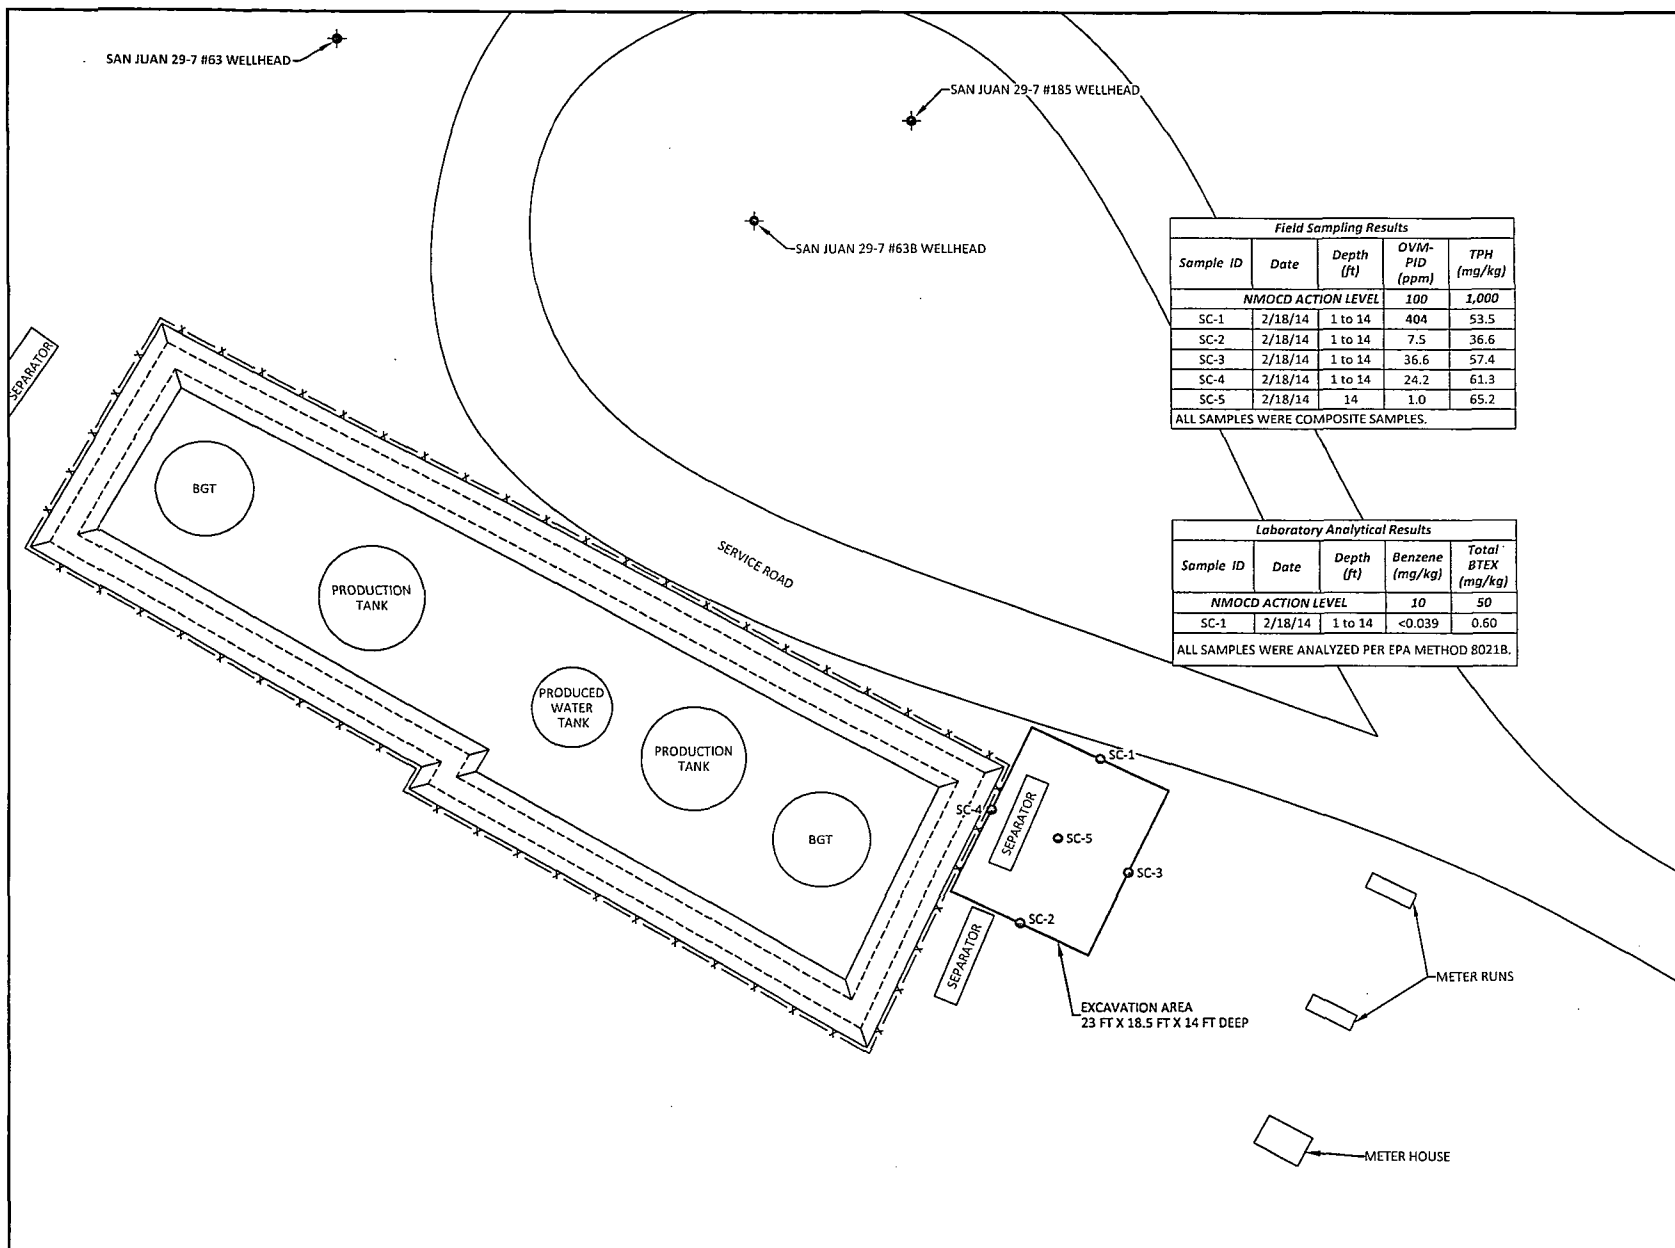 SAN JUAN 29-7 #63 WELLHEAD
SAN JUAN 29-7 #185 WELLHEAD
SAN JUAN 29-7 #63B WELLHEAD
Field Sampling Results
Sample ID Date Depth (ft) OVM-PID (ppm) TPH (mg/kg)
NMOCD ACTION LEVEL 100 1,000
SC-1 2/18/14 1 to 14 404 53.5
SC-2 2/18/14 1 to 14 7.5 36.6
SC-3 2/18/14 1 to 14 36.6 57.4
SC-4 2/18/14 1 to 14 24.2 61.3
SC-5 2/18/14 14 1.0 65.2
ALL SAMPLES WERE COMPOSITE SAMPLES.
SEPARATOR
BGT
PRODUCTION
TANK
SERVICE ROAD
Laboratory Analytical Results
Sample ID Date Depth (ft) Benzene (mg/kg) Total BTEX (mg/kg)
NMOCD ACTION LEVEL 10 50
SC-1 2/18/14 1 to 14 <0.039 0.60
ALL SAMPLES WERE ANALYZED PER EPA METHOD 8021B.
PRODUCED
WATER
TANK
PRODUCTION
TANK
BGT
SC-1
SC-4
SEPARATOR
SC-5
SC-3
SC-2
SEPARATOR
EXCAVATION AREA
23 FT X 18.5 FT X 14 FT DEEP
METER RUNS
METER HOUSE